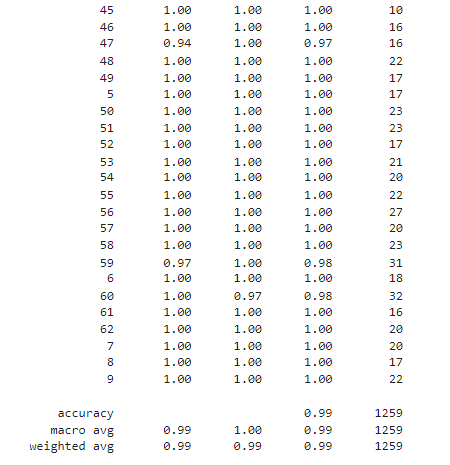 45 1.00 1.00 1.00 10
46 1.00 1.00 1.00 16
47 0.94 1.00 0.97 16
48 1.00 1.00 1.00 22
49 1.00 1.00 1.00 17
5 1.00 1.00 1.00 17
50 1.00 1.00 1.00 23
51 1.00 1.00 1.00 23
52 1.00 1.00 1.00 17
53 1.00 1.00 1.00 21
54 1.00 1.00 1.00 20
55 1.00 1.00 1.00 22
56 1.00 1.00 1.00 27
57 1.00 1.00 1.00 20
58 1.00 1.00 1.00 23
59 0.97 1.00 0.98 31
6 1.00 1.00 1.00 18
60 1.00 0.97 0.98 32
61 1.00 1.00 1.00 16
62 1.00 1.00 1.00 20
7 1.00 1.00 1.00 20
8 1.00 1.00 1.00 17
9 1.00 1.00 1.00 22
accuracy 0.99 1259
macro avg 0.99 1.00 0.99 1259
weighted avg 0.99 0.99 0.99 1259